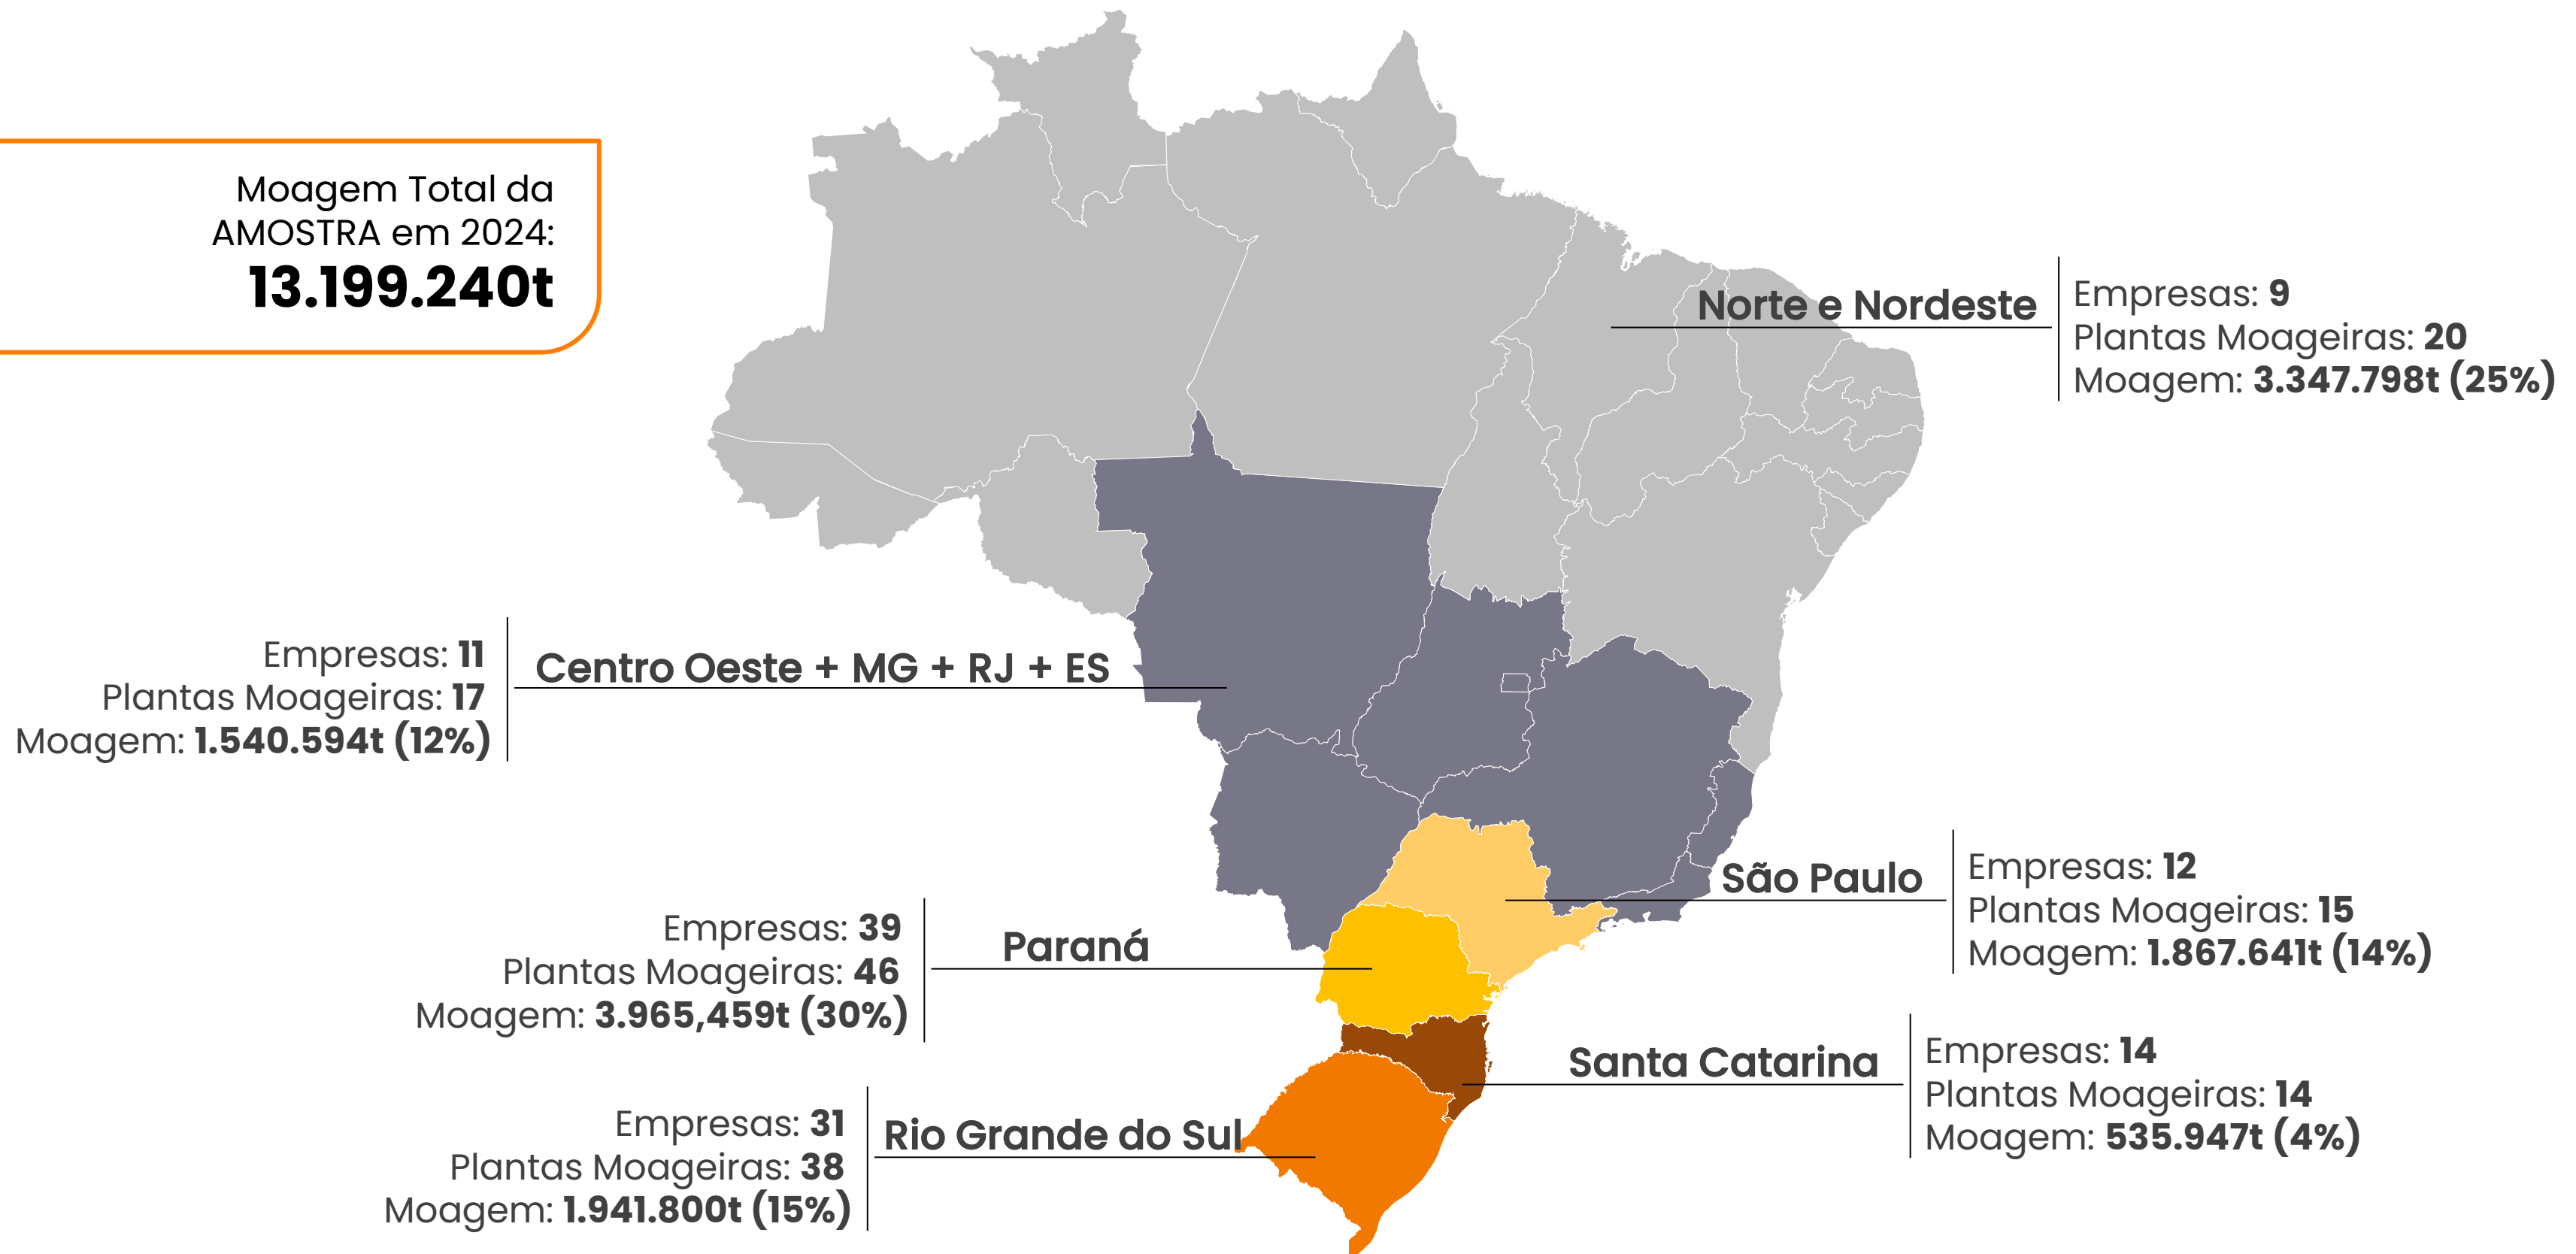 Moagem Total da
AMOSTRA em 2024:
13.199.240t
Norte e Nordeste
Empresas: 9
Plantas Moageiras: 20
Moagem: 3.347.798t (25%)
Empresas: 11
Plantas Moageiras: 17
Moagem: 1.540.594t (12%)
Centro Oeste + MG + RJ + ES
São Paulo
Empresas: 12
Plantas Moageiras: 15
Moagem: 1.867.641t (14%)
Empresas: 39
Plantas Moageiras: 46
Moagem: 3.965,459t (30%)
Paraná
Santa Catarina
Empresas: 14
Plantas Moageiras: 14
Moagem: 535.947t (4%)
Empresas: 31
Plantas Moageiras: 38
Moagem: 1.941.800t (15%)
Rio Grande do Sul